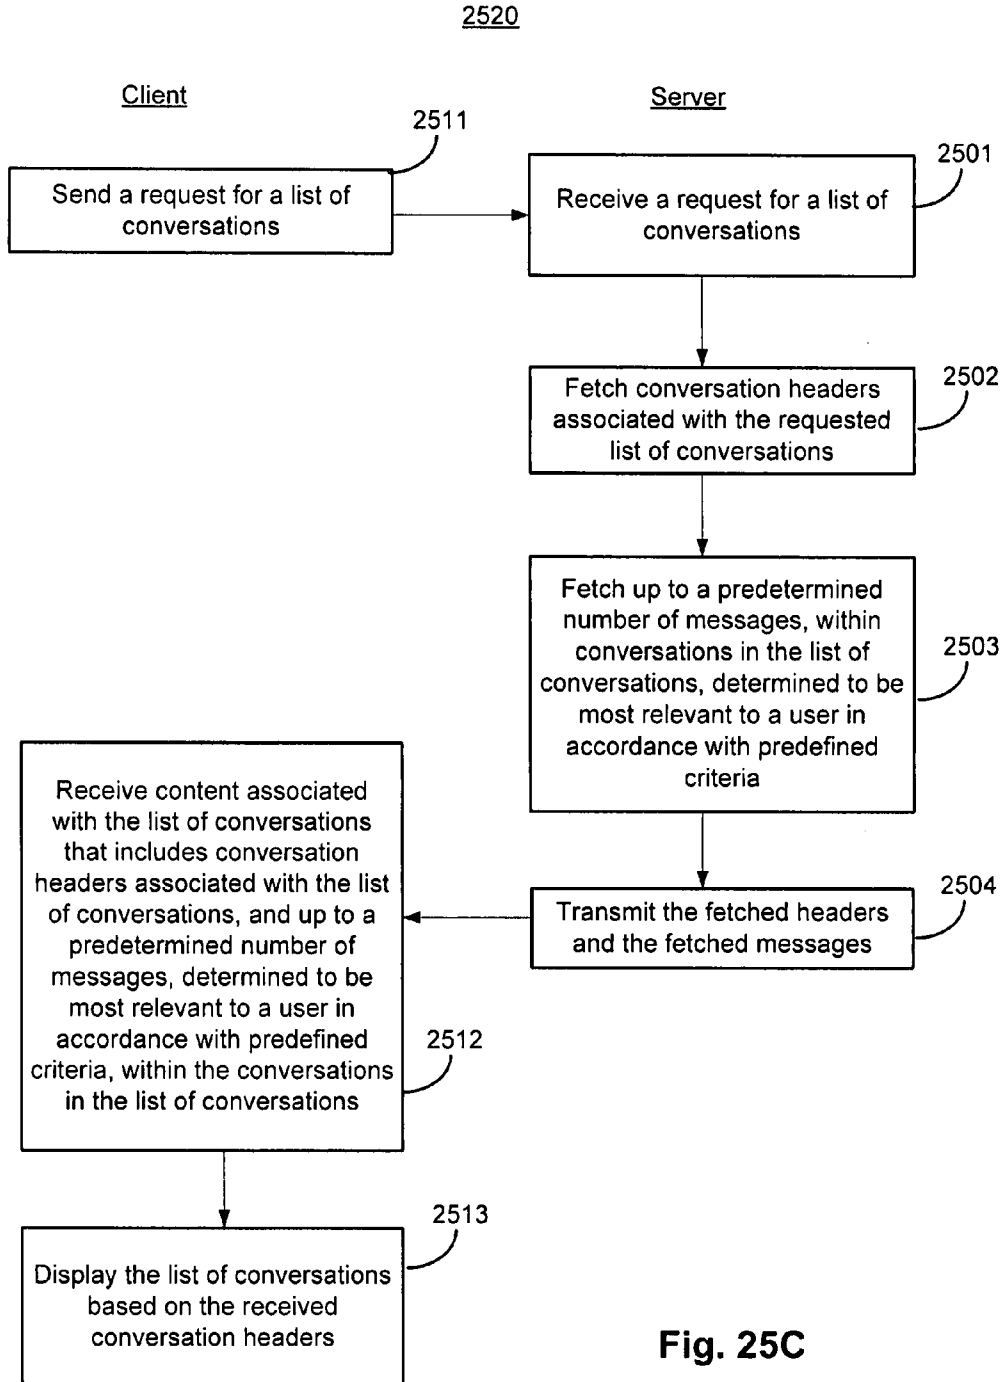 2520
Client
Server
2511
Send a request for a list of
conversations
2501
Receive a request for a list of
conversations
2502
Fetch conversation headers
associated with the requested
list of conversations
2503
Fetch up to a predetermined
number of messages, within
conversations in the list of
conversations, determined to be
most relevant to a user in
accordance with predefined
criteria
2504
Transmit the fetched headers
and the fetched messages
Receive content associated
with the list of conversations
that includes conversation
headers associated with the list
of conversations, and up to a
predetermined number of
messages, determined to be
most relevant to a user in
accordance with predefined
criteria, within the conversations
in the list of conversations
2512
2513
Display the list of conversations
based on the received
conversation headers
Fig. 25C